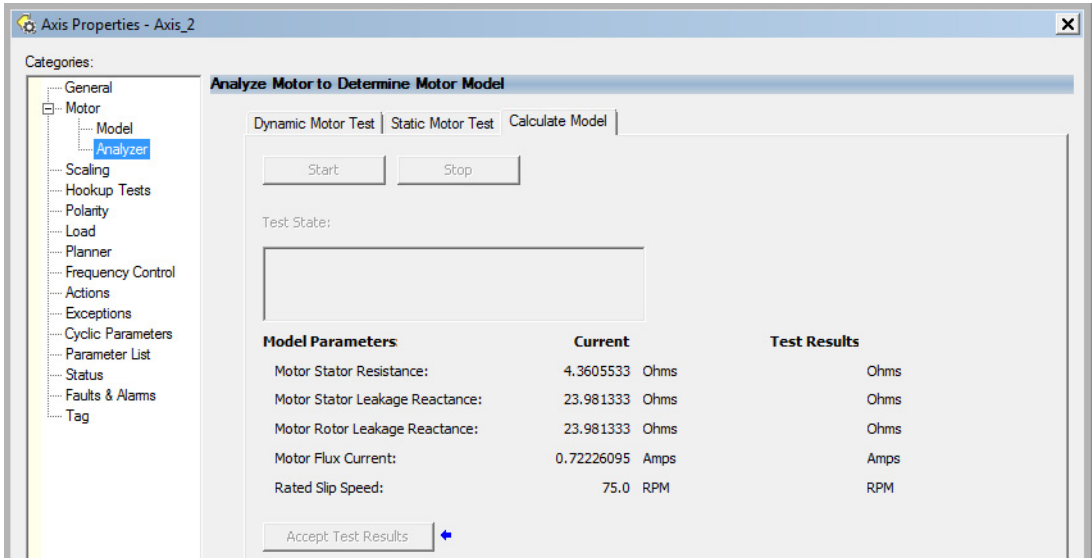 Axis Properties - Axis_2
Categories:
General
Motor
Model
Analyzer
Scaling
Hookup Tests
Polarity
Load
Planner
Frequency Control
Actions
Exceptions
Cyclic Parameters
Parameter List
Status
Faults & Alarms
Tag
Analyze Motor to Determine Motor Model
Dynamic Motor Test Static Motor Test Calculate Model
Start Stop
Test State:
Model Parameters: Current Test Results
Motor Stator Resistance: 4.3605533 Ohms Ohms
Motor Stator Leakage Reactance: 23.981333 Ohms Ohms
Motor Rotor Leakage Reactance: 23.981333 Ohms Ohms
Motor Flux Current: 0.72226095 Amps Amps
Rated Slip Speed: 75.0 RPM RPM
Accept Test Results